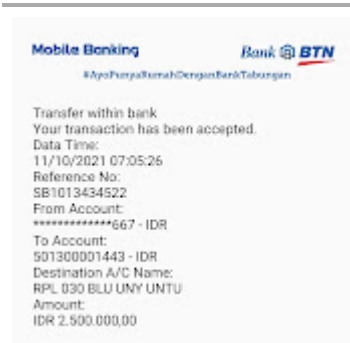 Mobile Banking
Bank BTN
#AyoPunyaRumahDenganBankTabungan
Transfer within bank
Your transaction has been accepted.
Data Time:
11/10/2021 07:05:26
Reference No:
SB1013434522
From Account:
*************667 - IDR
To Account:
501300001443 - IDR
Destination A/C Name:
RPL 030 BLU UNY UNTU
Amount:
IDR 2.500.000,00